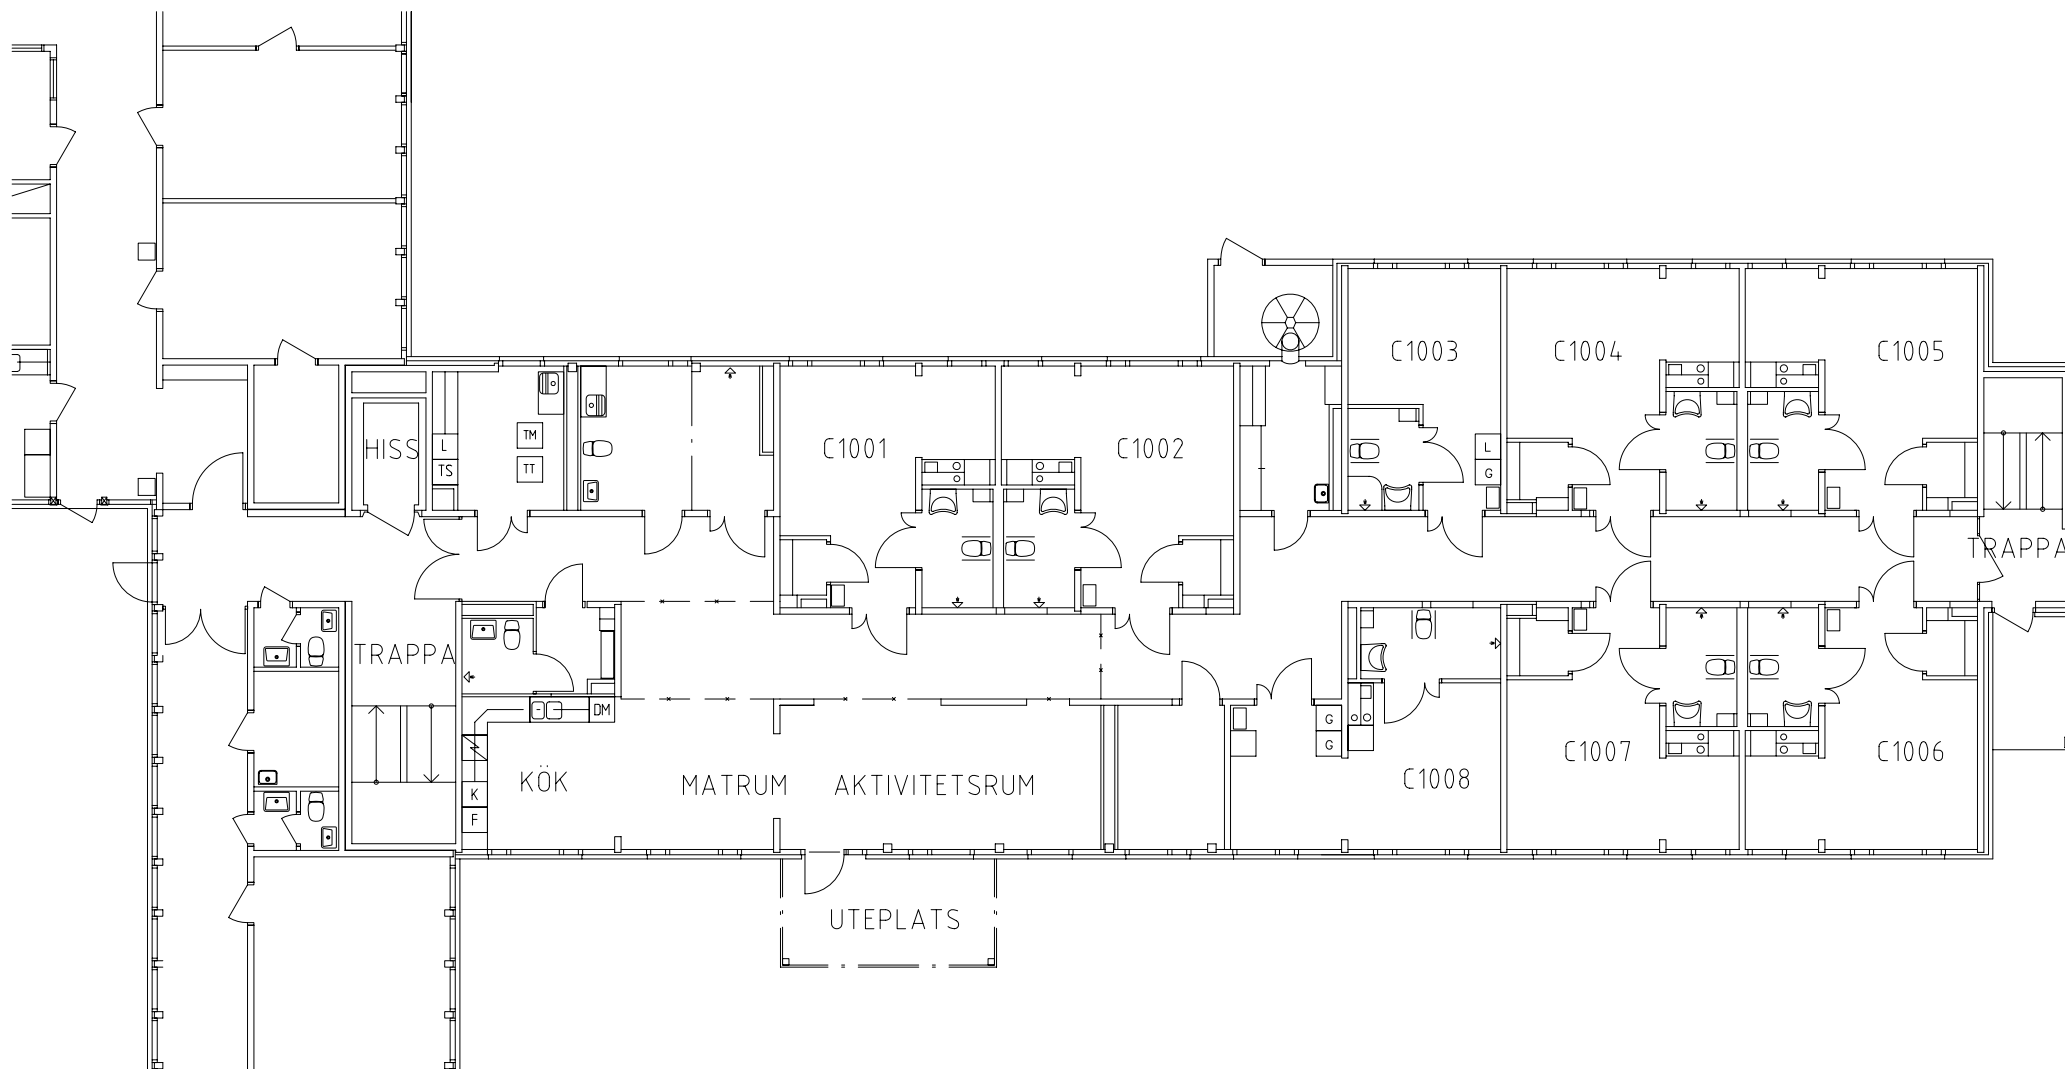 C1003
C1004
C1005
HISS
L
TS
TM
TT
C1001
C1002
L
G
TRAPPA
TRAPPA
DM
K
F
KÖK
MATRUM
AKTIVITETSRUM
G
G
C1008
C1007
C1006
UTEPLATS